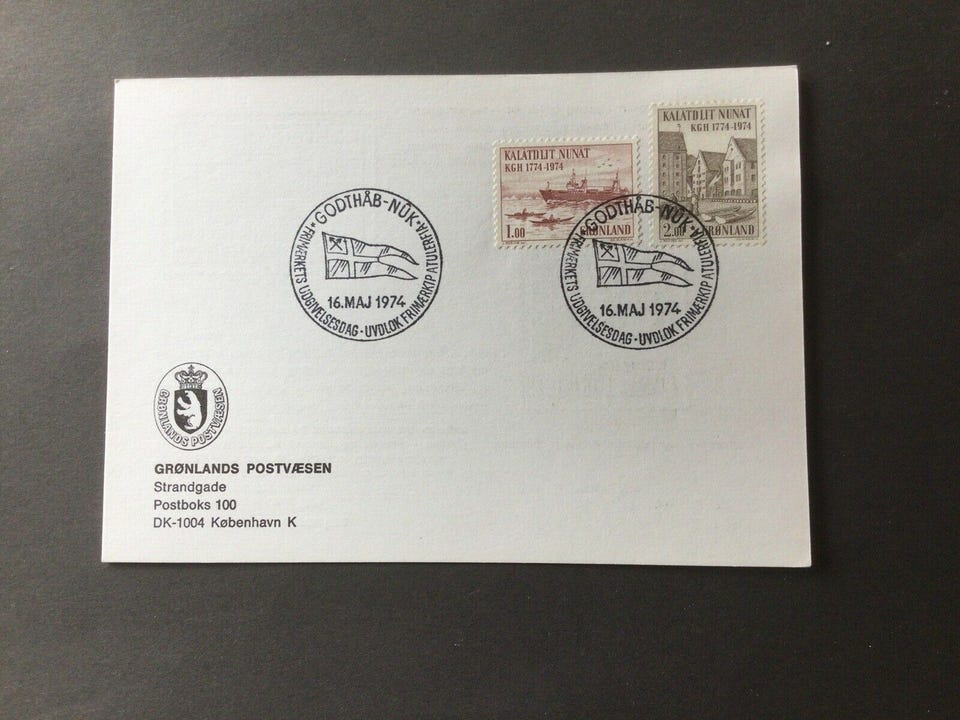 KALÂTDLIT NUNAT
KGH 1774-1974
1.00 GRØNLAND
KALÂTDLIT NUNAT
KGH 1774-1974
2.00 GRØNLAND
GODTHÅB-NÛK
16.MAJ 1974
* FRIMÆRKETS UDGIVELSESDAG · UVDLOK FRIMÆRKIP ATULERFIA *
GODTHÅB-NÛK
16.MAJ 1974
* FRIMÆRKETS UDGIVELSESDAG · UVDLOK FRIMÆRKIP ATULERFIA *
GRØNLANDS POSTVÆSEN
GRØNLANDS POSTVÆSEN
Strandgade
Postboks 100
DK-1004 København K